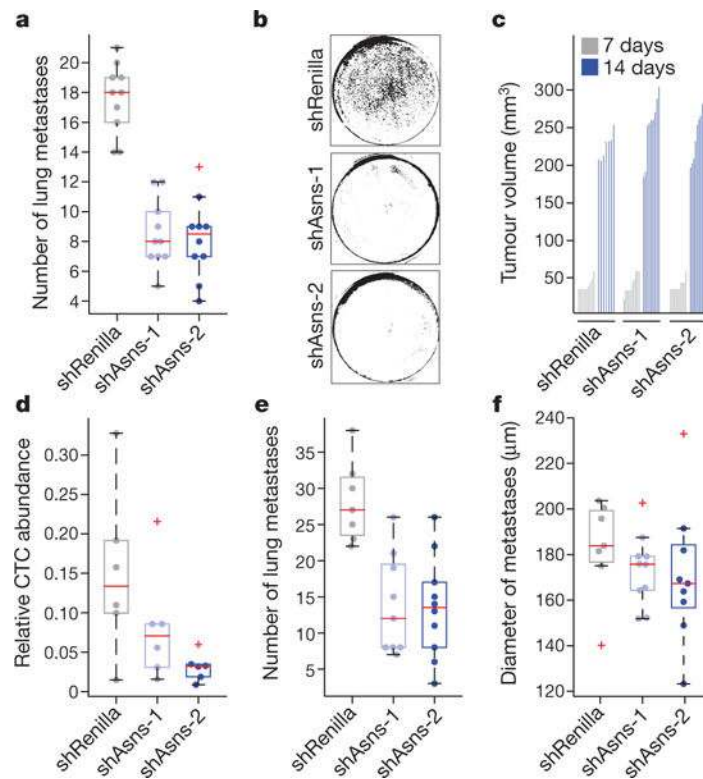 a
Number of lung metastases
20
18
16
14
12
10
8
6
4
shRenilla
shAsns-1
shAsns-2
b
shRenilla
shAsns-1
shAsns-2
c
7 days
14 days
Tumour volume (mm³)
300
250
200
150
100
50
shRenilla
shAsns-1
shAsns-2
d
Relative CTC abundance
0.30
0.25
0.20
0.15
0.10
0.05
0
shRenilla
shAsns-1
shAsns-2
e
Number of lung metastases
35
30
25
20
15
10
5
shRenilla
shAsns-1
shAsns-2
f
Diameter of metastases (μm)
240
220
200
180
160
140
120
shRenilla
shAsns-1
shAsns-2